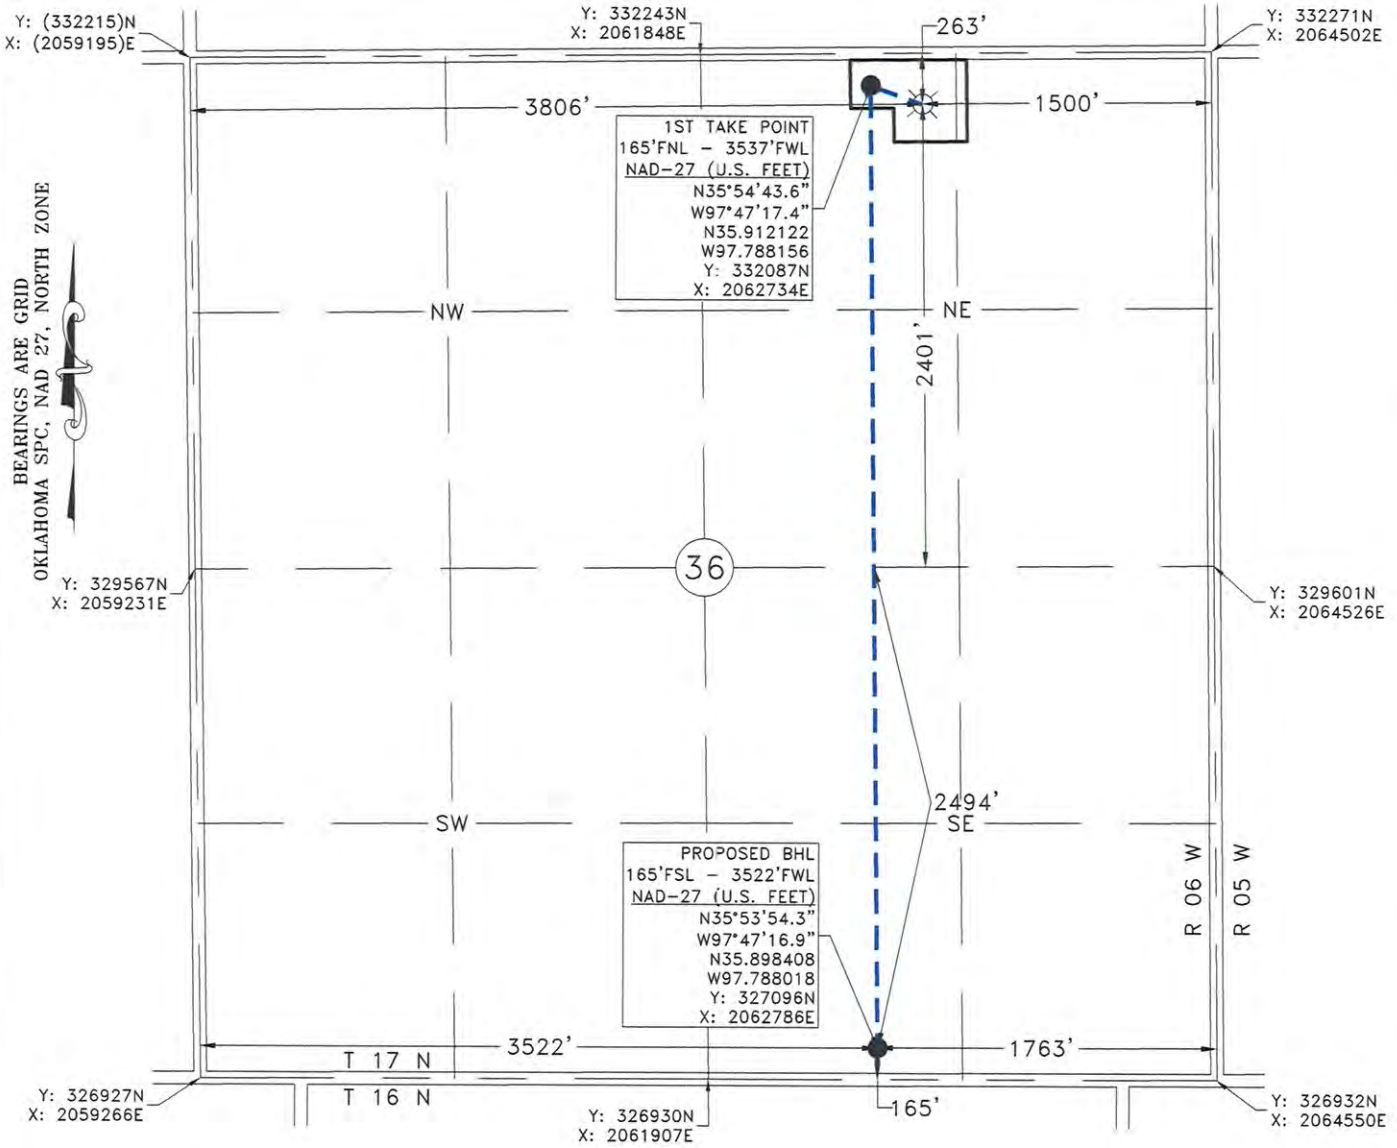 Y: (332215)N
X: (2059195)E
Y: 332243N
X: 2061848E
263'
Y: 332271N
X: 2064502E
3806'
1500'
1ST TAKE POINT
165'FNL - 3537'FWL
NAD-27 (U.S. FEET)
N35°54'43.6"
W97°47'17.4"
N35.912122
W97.788156
Y: 332087N
X: 2062734E
BEARINGS ARE GRID
OKLAHOMA SPC, NAD 27, NORTH ZONE
NW
NE
2401'
36
Y: 329567N
X: 2059231E
Y: 329601N
X: 2064526E
2494'
SW
SE
PROPOSED BHL
165'FSL - 3522'FWL
NAD-27 (U.S. FEET)
N35°53'54.3"
W97°47'16.9"
N35.898408
W97.788018
Y: 327096N
X: 2062786E
R 06 W
R 05 W
3522'
1763'
T 17 N
T 16 N
165'
Y: 326927N
X: 2059266E
Y: 326930N
X: 2061907E
Y: 326932N
X: 2064550E